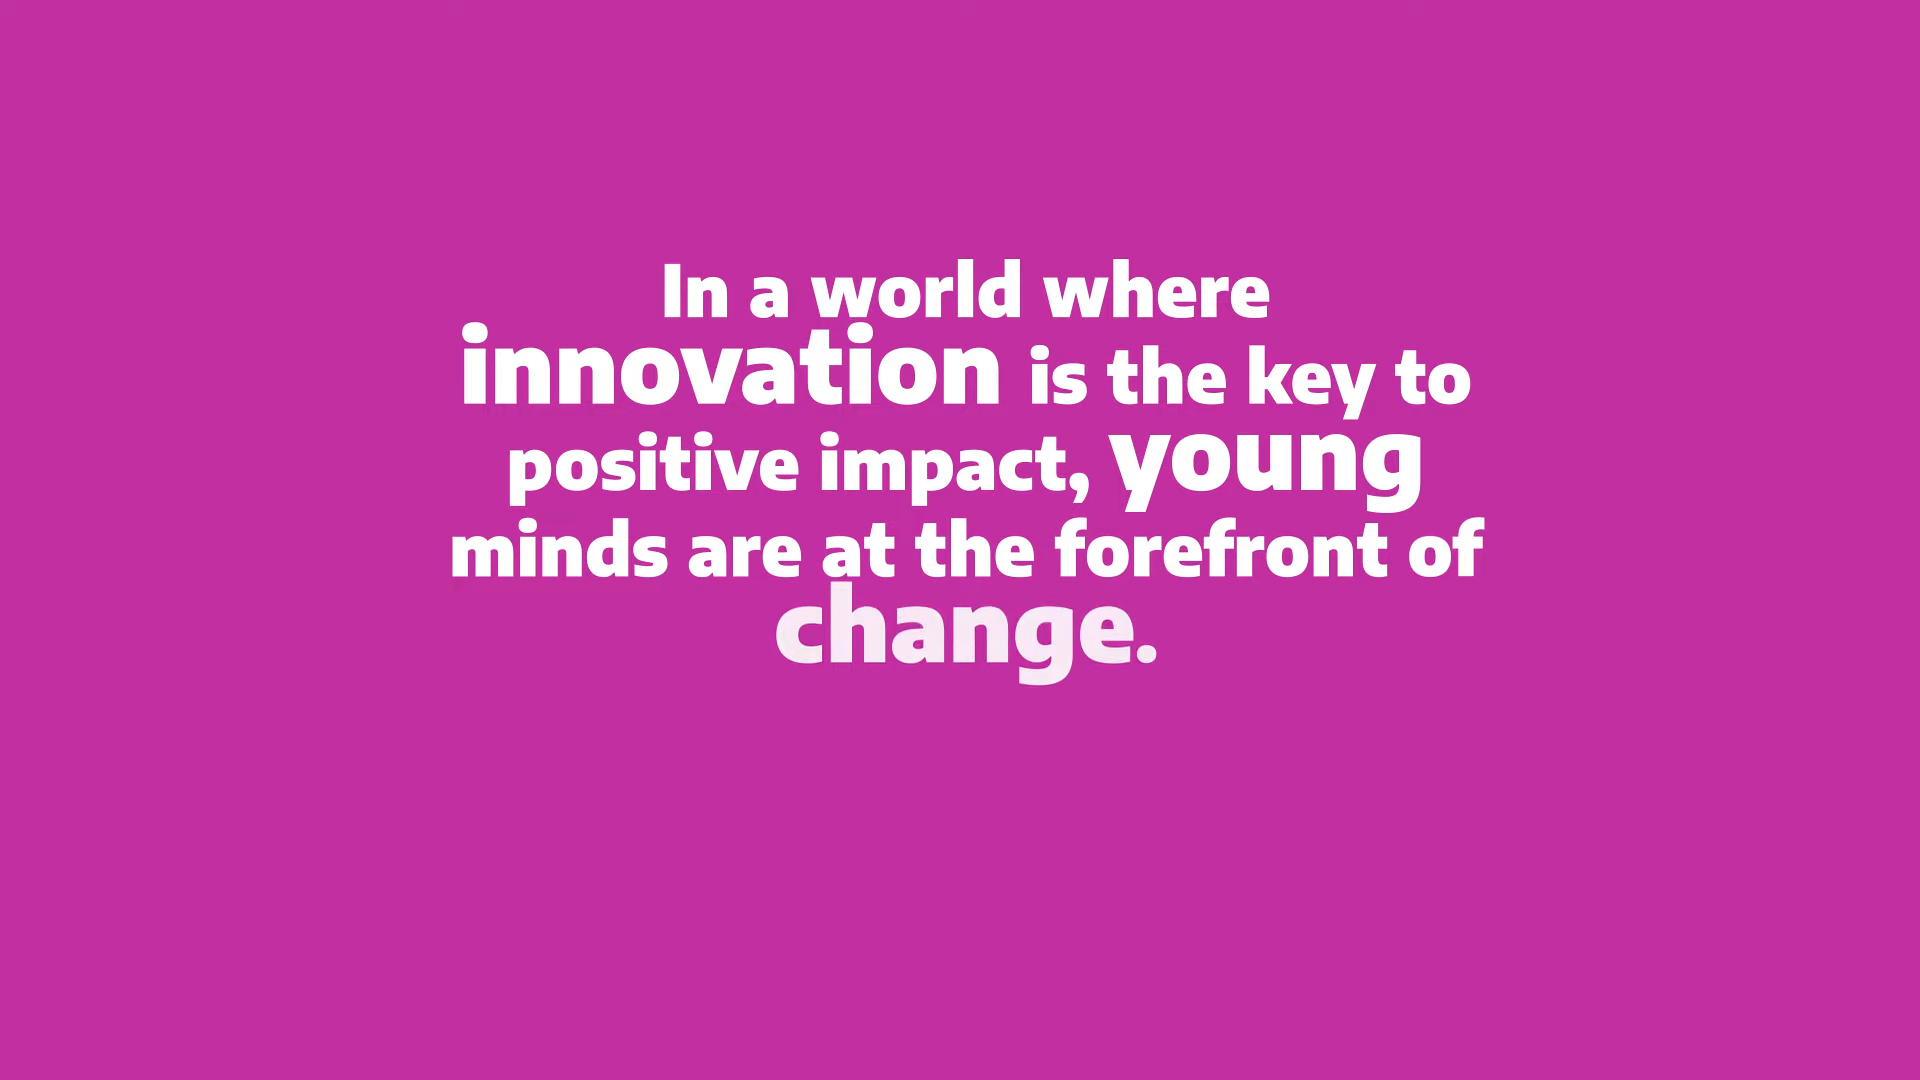 In a world where
innovation is the key to
positive impact, young
minds are at the forefront of
change.